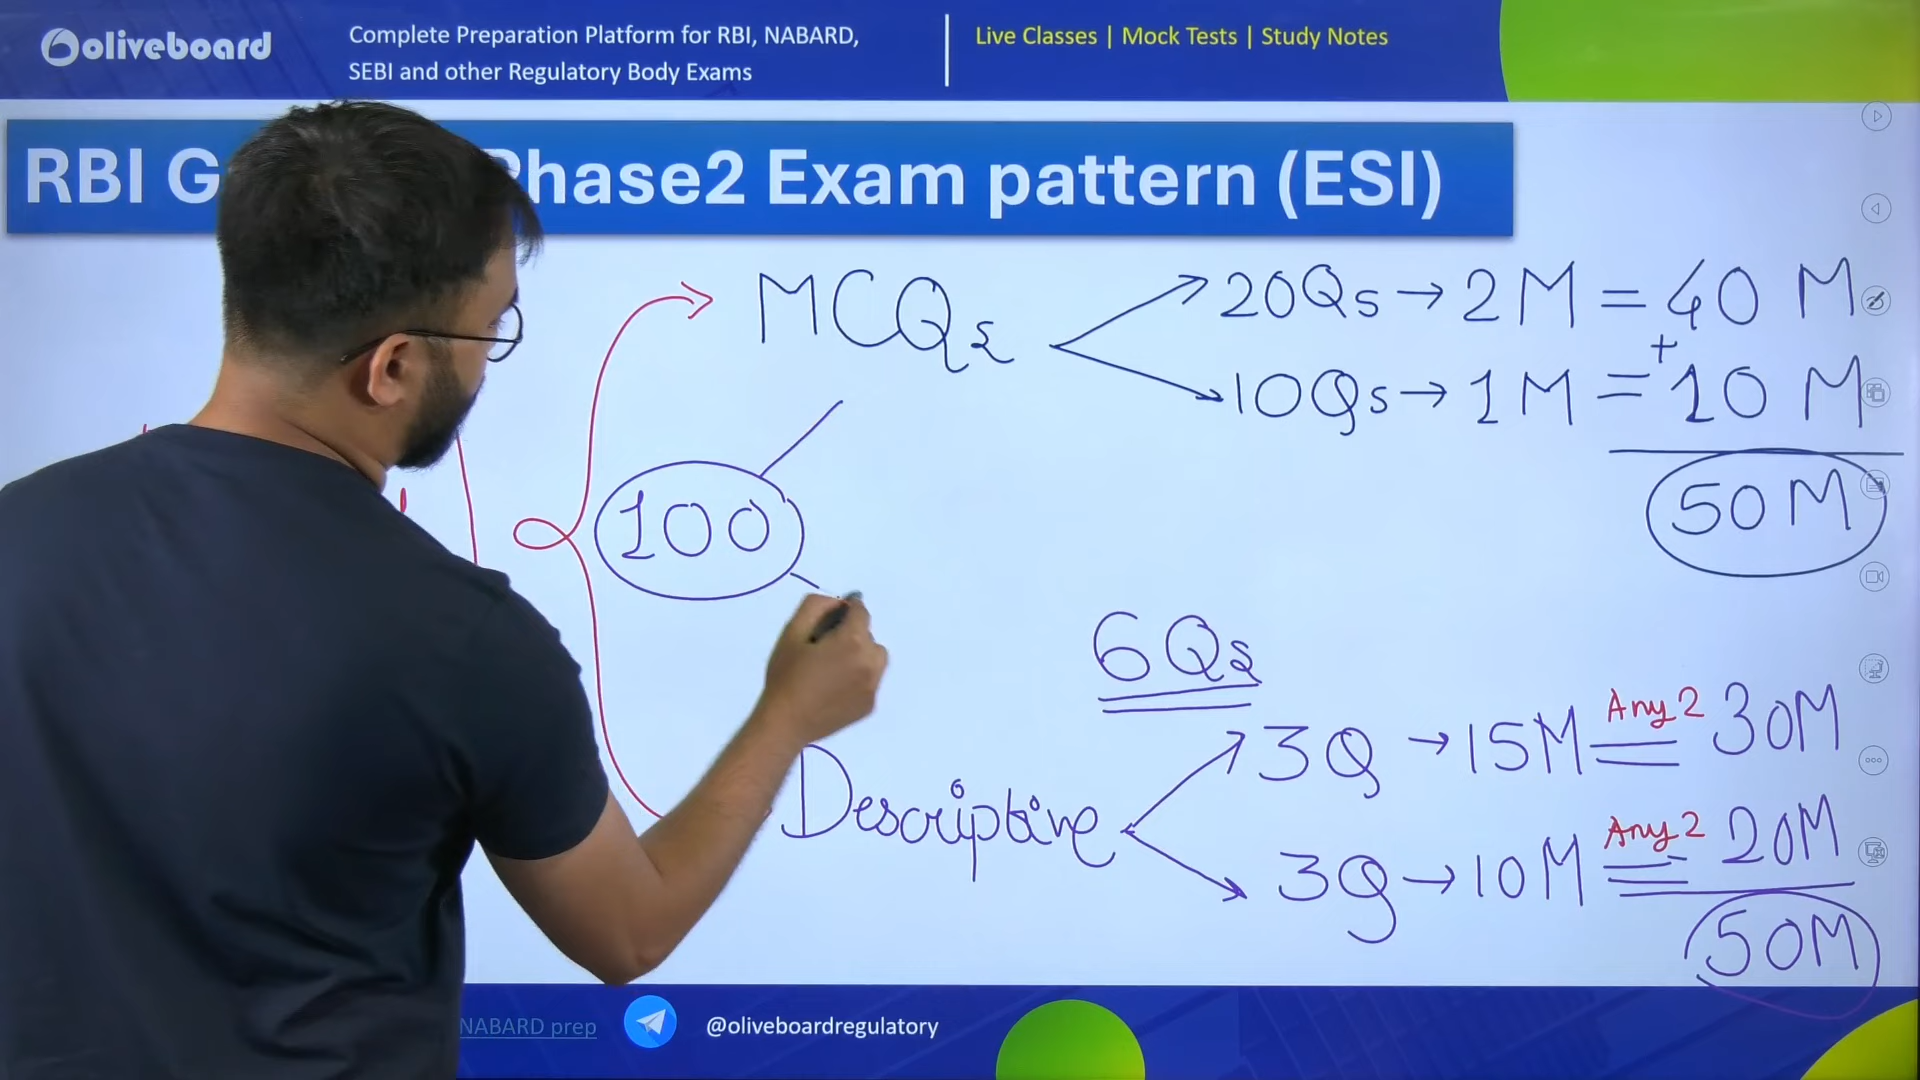 oliveboard
Complete Preparation Platform for RBI, NABARD,
SEBI and other Regulatory Body Exams
Live Classes | Mock Tests | Study Notes
RBI G
Phase2 Exam pattern (ESI)
MCQs
20Qs → 2M = 40 M
+
10Qs → 1M = 10 M
50M
100
6Qs
Descriptive
3Q → 15M = Any 2 30M
3Q → 10M = Any 2 20M
50M
NABARD prep
@oliveboardregulatory